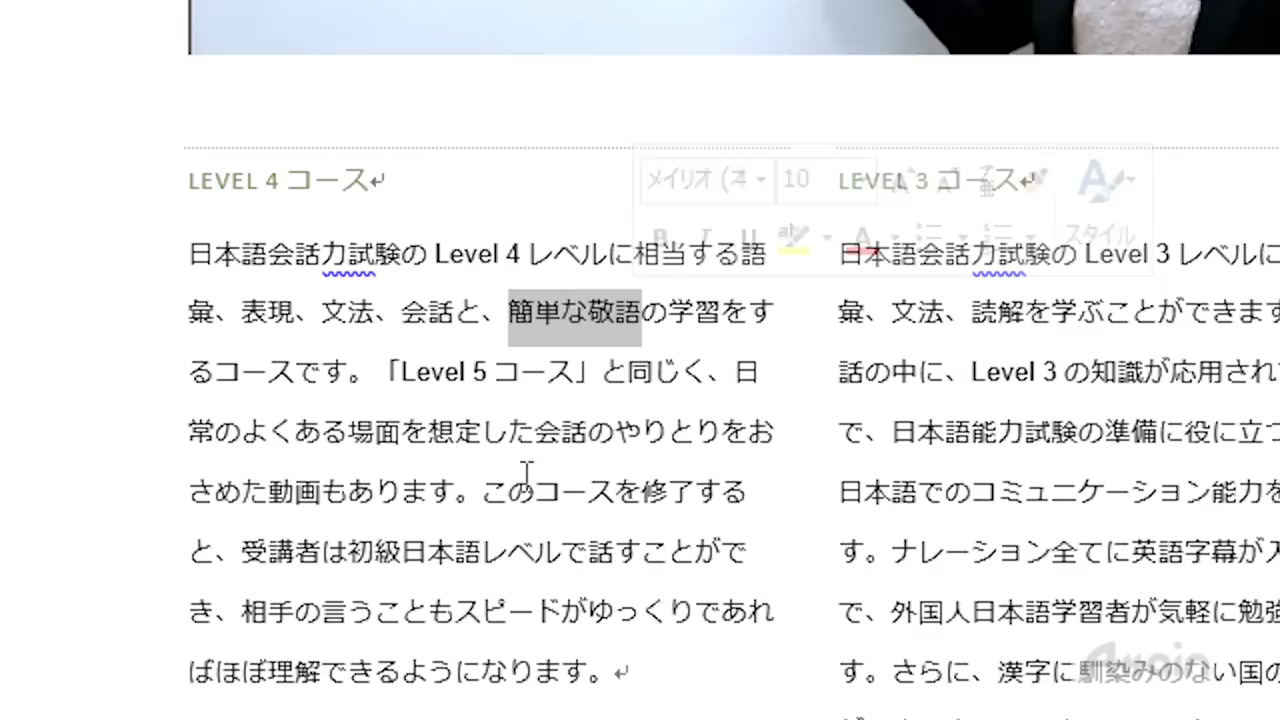 LEVEL 4 コース↵
日本語会話力試験の Level 4 レベルに相当する語
彙、表現、文法、会話と、簡単な敬語の学習をす
るコースです。「Level 5 コース」と同じく、日
常のよくある場面を想定した会話のやりとりをお
さめた動画もあります。このコースを修了する
と、受講者は初級日本語レベルで話すことがで
き、相手の言うこともスピードがゆっくりであれ
ばほぼ理解できるようになります。↵
メイリオ (本 10
B I U ab A スタイル
LEVEL 3 コース↵
日本語会話力試験の Level 3 レベルに
彙、文法、読解を学ぶことができます
話の中に、Level 3 の知識が応用され
で、日本語能力試験の準備に役に立つ
日本語でのコミュニケーション能力を
す。ナレーション全てに英語字幕が入
で、外国人日本語学習者が気軽に勉強
す。さらに、漢字に馴染みのない国の